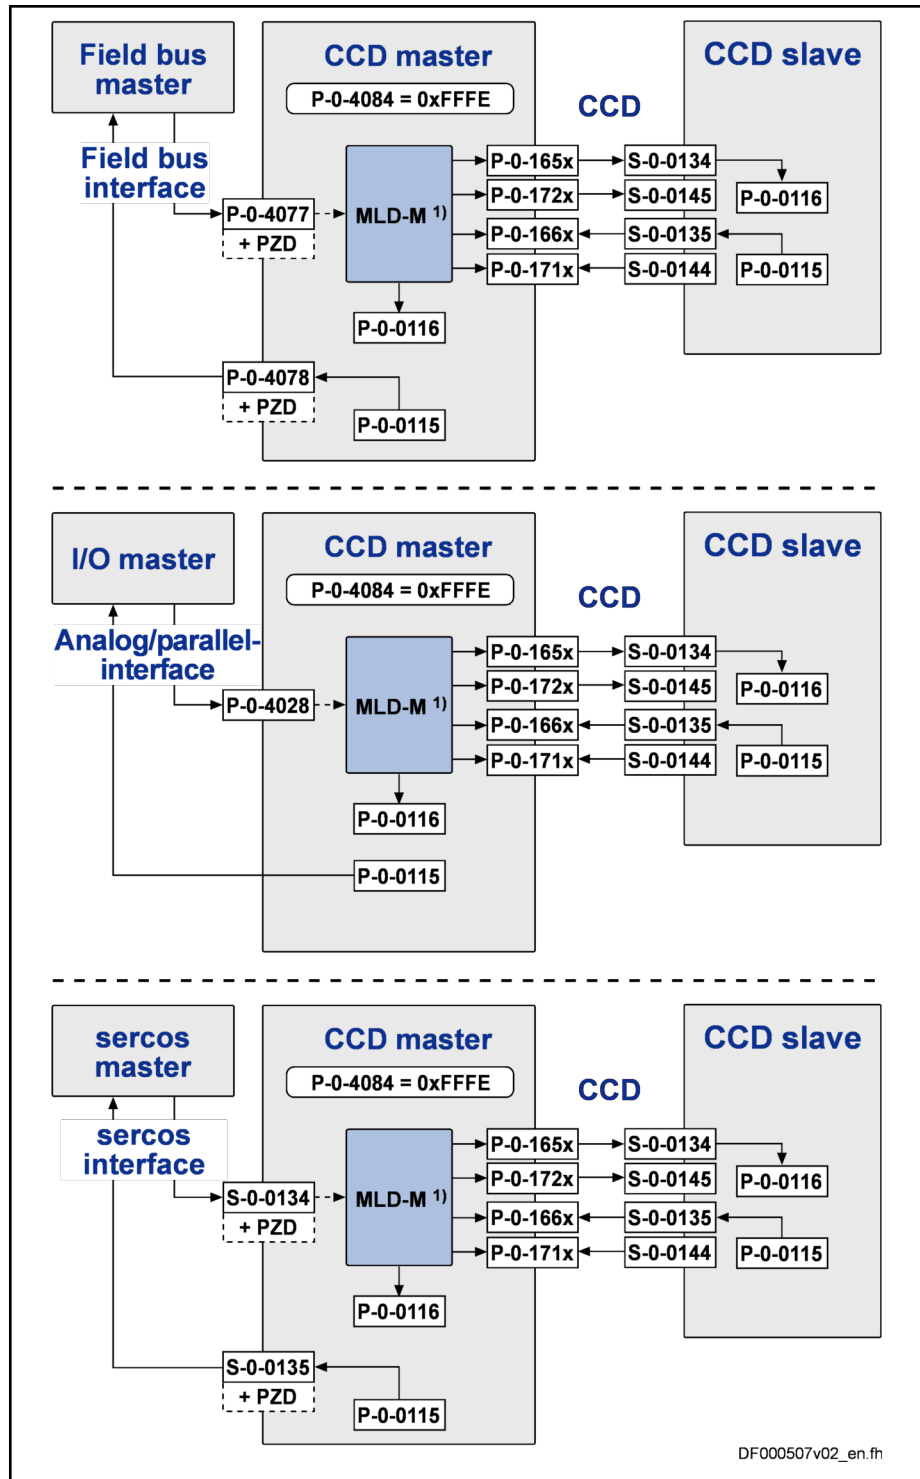 Field bus
master
CCD master
CCD slave
P-0-4084 = 0xFFFE
CCD
Field bus
interface
P-0-4077
+ PZD
MLD-M 1)
P-0-165x
S-0-0134
P-0-172x
S-0-0145
P-0-0116
P-0-166x
S-0-0135
P-0-171x
S-0-0144
P-0-0115
P-0-0116
P-0-4078
+ PZD
P-0-0115
I/O master
CCD master
CCD slave
P-0-4084 = 0xFFFE
CCD
Analog/parallel-
interface
P-0-4028
MLD-M 1)
P-0-165x
S-0-0134
P-0-172x
S-0-0145
P-0-0116
P-0-166x
S-0-0135
P-0-171x
S-0-0144
P-0-0115
P-0-0116
P-0-0115
sercos
master
CCD master
CCD slave
P-0-4084 = 0xFFFE
CCD
sercos
interface
S-0-0134
+ PZD
MLD-M 1)
P-0-165x
S-0-0134
P-0-172x
S-0-0145
P-0-0116
P-0-166x
S-0-0135
P-0-171x
S-0-0144
P-0-0115
P-0-0116
S-0-0135
+ PZD
P-0-0115
DF000507v02_en.fh